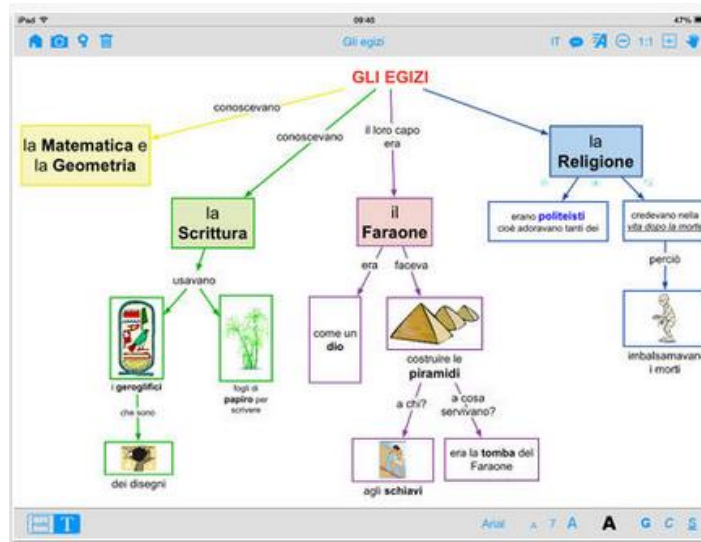 iPad
09:40
47%
Gli egizi
IT
1:1
GLI EGIZI
conoscevano
la Matematica e
la Geometria
conoscevano
la
Scrittura
usavano
i geroglifici
che sono
dei disegni
fogli di
papiro per
scrivere
il loro capo
era
il
Faraone
era
faceva
come un
dio
costruire le
piramidi
a chi?
a cosa
servivano?
agli schiavi
era la tomba del
Faraone
la
Religione
erano politeisti
cioè adoravano tanti dei
credevano nella
vita dopo la morte
perciò
imbalsamavano
i morti
T
Arial
A 7 A
A
G C S